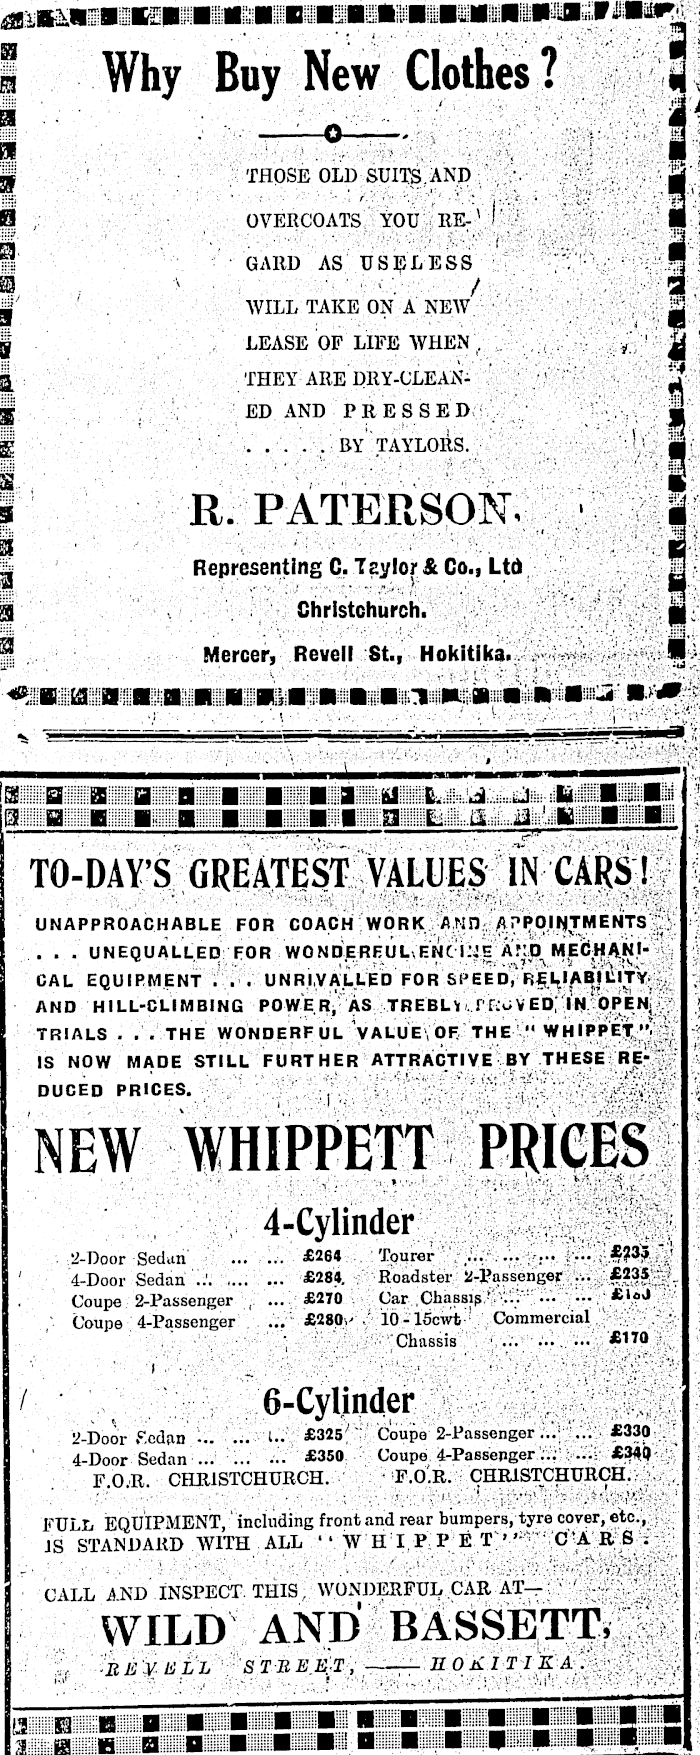 Why Buy New Clothes?
THOSE OLD SUITS AND
OVERCOATS YOU RE-
GARD AS USELESS
WILL TAKE ON A NEW
LEASE OF LIFE WHEN
THEY ARE DRY-CLEAN-
ED AND PRESSED
. . . . . BY TAYLORS.
R. PATERSON,
Representing C. Taylor & Co., Ltd
Christchurch.
Mercer, Revell St., Hokitika.
TO-DAY'S GREATEST VALUES IN CARS!
UNAPPROACHABLE FOR COACH WORK AND APPOINTMENTS
. . . UNEQUALLED FOR WONDERFUL ENGINE AND MECHANI-
CAL EQUIPMENT . . . UNRIVALLED FOR SPEED, RELIABILITY
AND HILL-CLIMBING POWER, AS TREBLY PROVED IN OPEN
TRIALS . . . THE WONDERFUL VALUE OF THE "WHIPPET"
IS NOW MADE STILL FURTHER ATTRACTIVE BY THESE RE-
DUCED PRICES.
NEW WHIPPETT PRICES
4-Cylinder
2-Door Sedan ... ... £264 Tourer ... ... ... ... £235
4-Door Sedan ... ... ... £284 Roadster 2-Passenger ... £235
Coupe 2-Passenger ... £270 Car Chassis ... ... ...
Coupe 4-Passenger ... £280 10-15cwt Commercial
Chassis ... ... ... £170
6-Cylinder
2-Door Sedan ... ... ... £325 Coupe 2-Passenger ... ... £330
4-Door Sedan ... ... ... £350 Coupe 4-Passenger ... ... £340
F.O.R. CHRISTCHURCH. F.O.R. CHRISTCHURCH.
FULL EQUIPMENT, including front and rear bumpers, tyre cover, etc.,
IS STANDARD WITH ALL "WHIPPET" CARS.
CALL AND INSPECT THIS WONDERFUL CAR AT—
WILD AND BASSETT,
REVELL STREET, —— HOKITIKA.